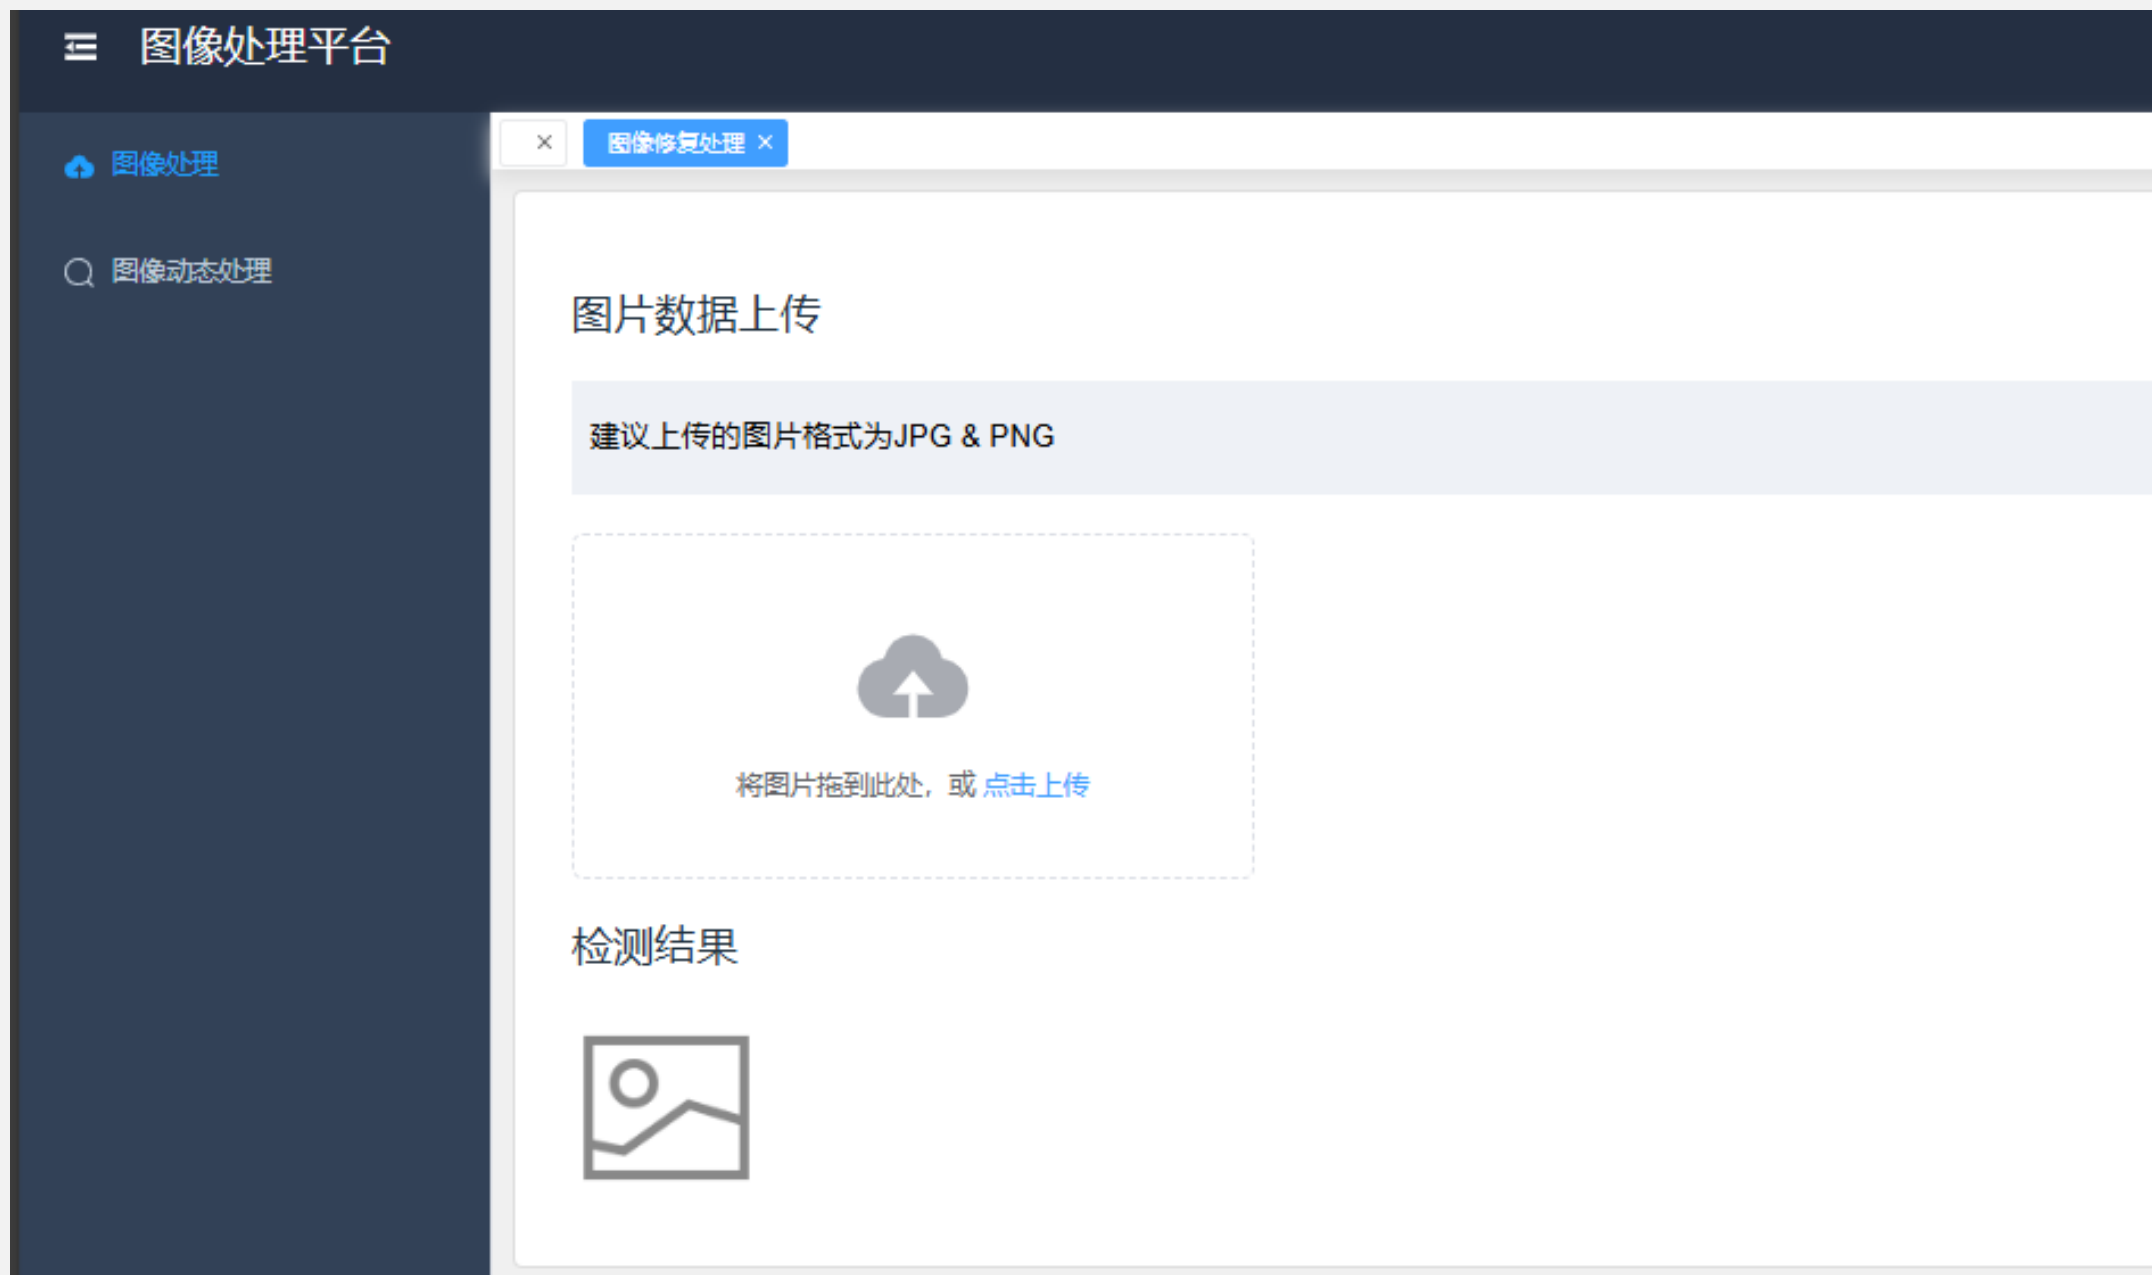 图像处理平台
图像处理
图像动态处理
图像修复处理
图片数据上传
建议上传的图片格式为JPG & PNG
将图片拖到此处，或 点击上传
检测结果